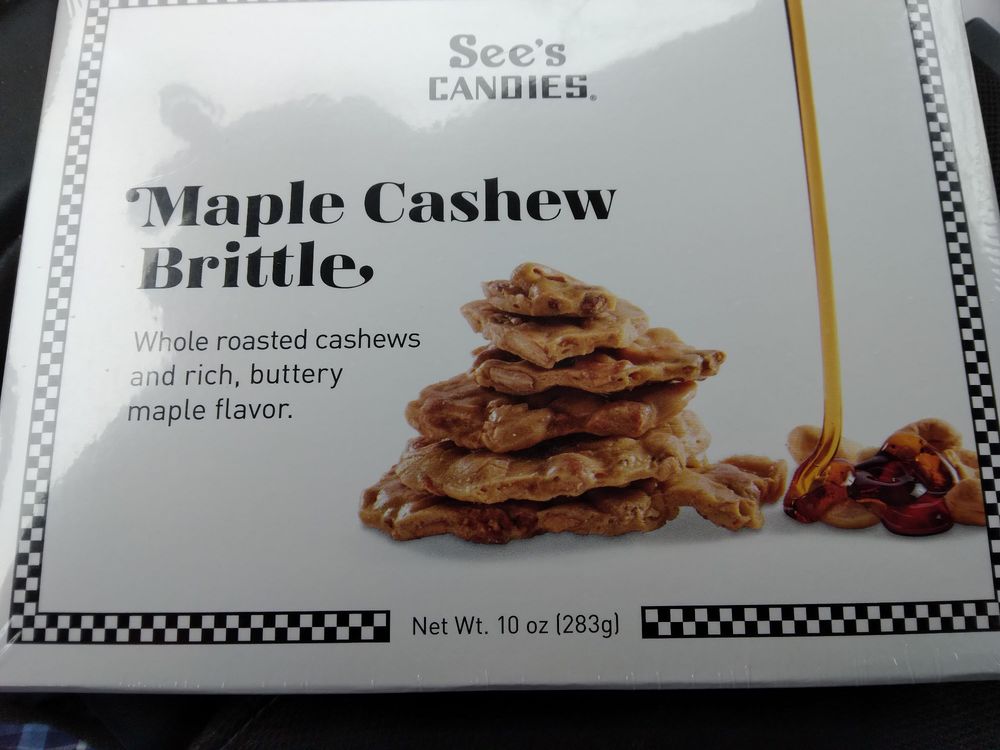 See's
CANDIES®
Maple Cashew
Brittle
Whole roasted cashews
and rich, buttery
maple flavor.
Net Wt. 10 oz (283g)